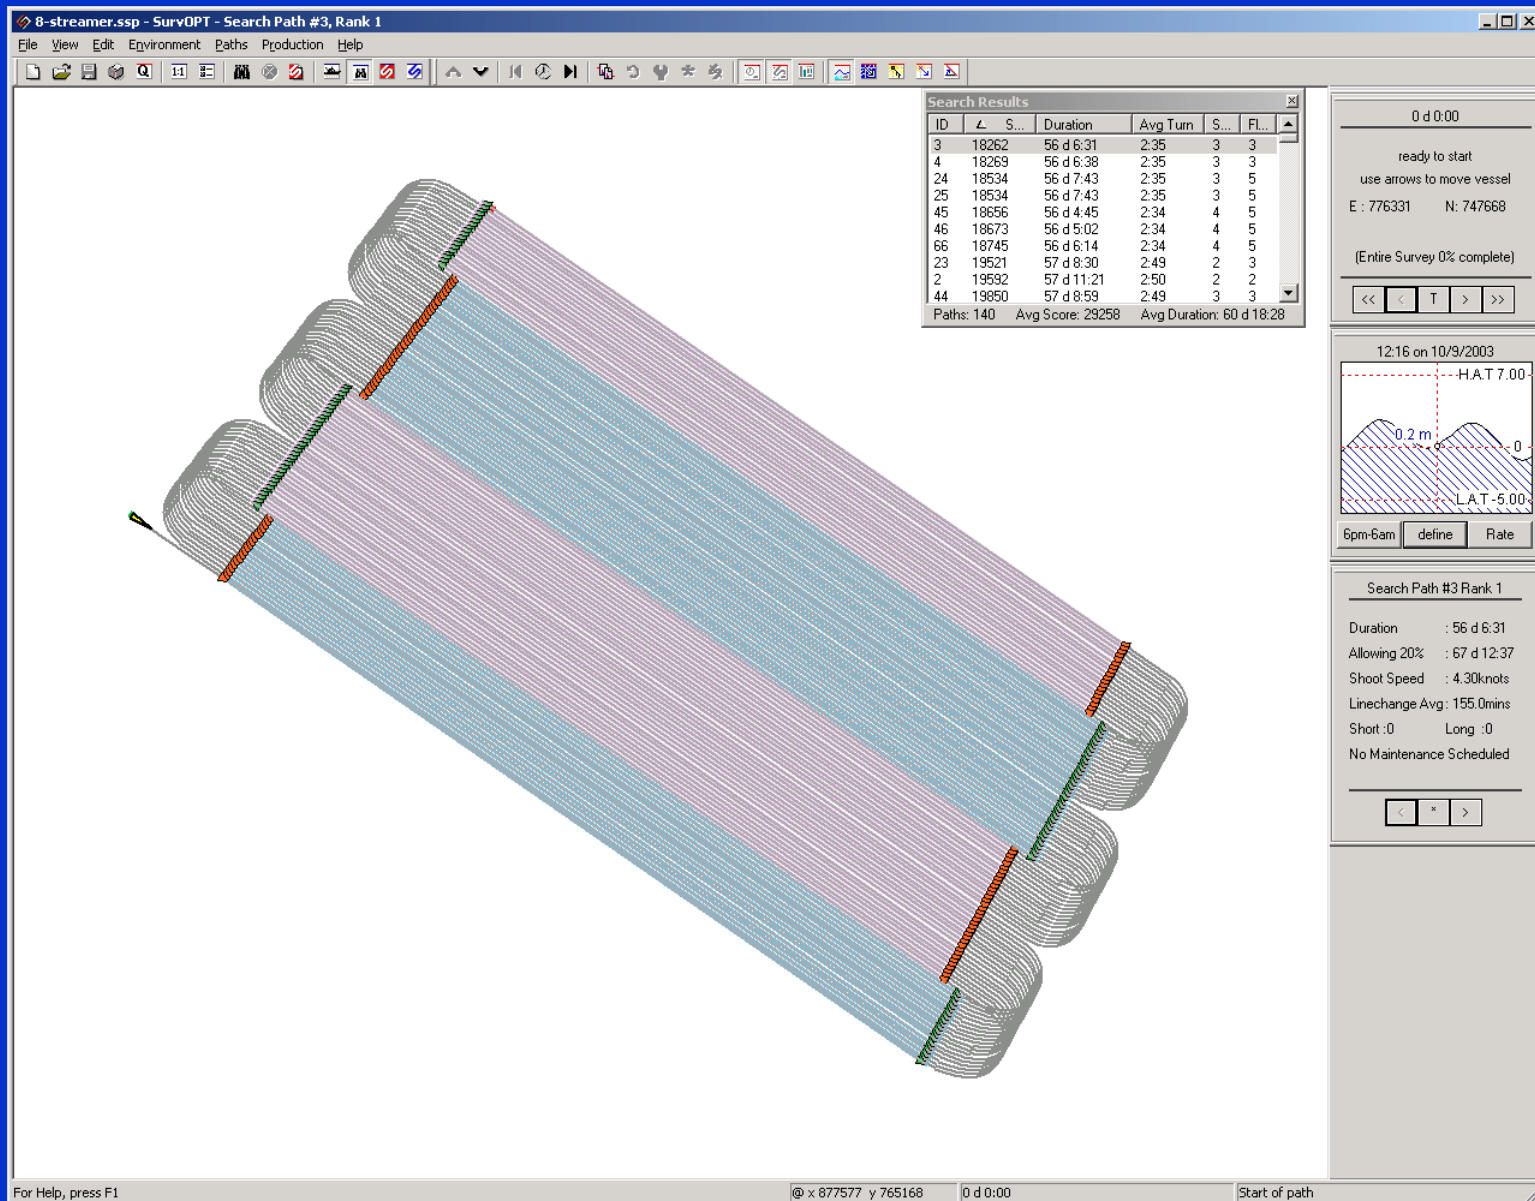 8-streamer.ssp - SurvOPT - Search Path #3, Rank 1
File View Edit Environment Paths Production Help
Q 1:1
Search Results
ID S... Duration Avg Turn S... Fl...
3 18262 56 d 6:31 2:35 3 3
4 18269 56 d 6:38 2:35 3 3
24 18534 56 d 7:43 2:35 3 5
25 18534 56 d 7:43 2:35 3 5
45 18656 56 d 4:45 2:34 4 5
46 18673 56 d 5:02 2:34 4 5
66 18745 56 d 6:14 2:34 4 5
23 19521 57 d 8:30 2:49 2 3
2 19592 57 d 11:21 2:50 2 2
44 19850 57 d 8:59 2:49 3 3
Paths: 140 Avg Score: 29258 Avg Duration: 60 d 18:28
0 d 0:00
ready to start
use arrows to move vessel
E : 776331 N: 747668
(Entire Survey 0% complete)
<< < T > >>
12:16 on 10/9/2003
H.A.T 7.00
0.2 m
0
L.A.T -5.00
6pm-6am define Rate
Search Path #3 Rank 1
Duration : 56 d 6:31
Allowing 20% : 67 d 12:37
Shoot Speed : 4.30knots
Linechange Avg : 155.0mins
Short :0 Long :0
No Maintenance Scheduled
< * >
For Help, press F1
@ x 877577 y 765168
0 d 0:00
Start of path